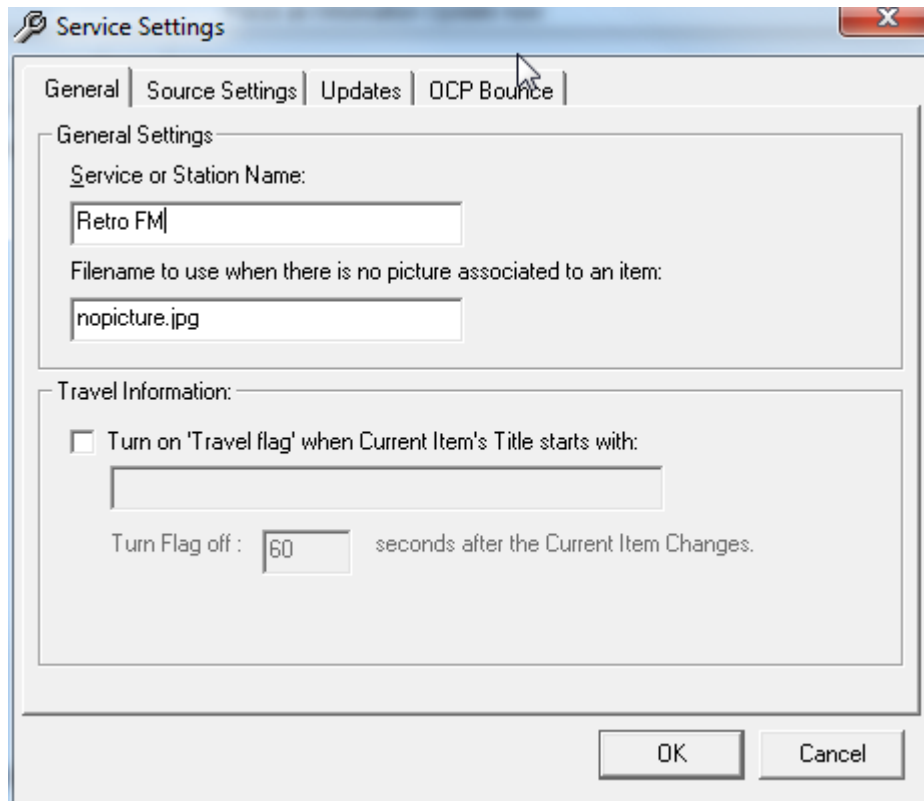 Service Settings
General
Source Settings
Updates
OCP Bounce
General Settings
Service or Station Name:
Retro FM
Filename to use when there is no picture associated to an item:
nopicture.jpg
Travel Information:
Turn on 'Travel flag' when Current Item's Title starts with:
Turn Flag off : 60 seconds after the Current Item Changes.
OK
Cancel